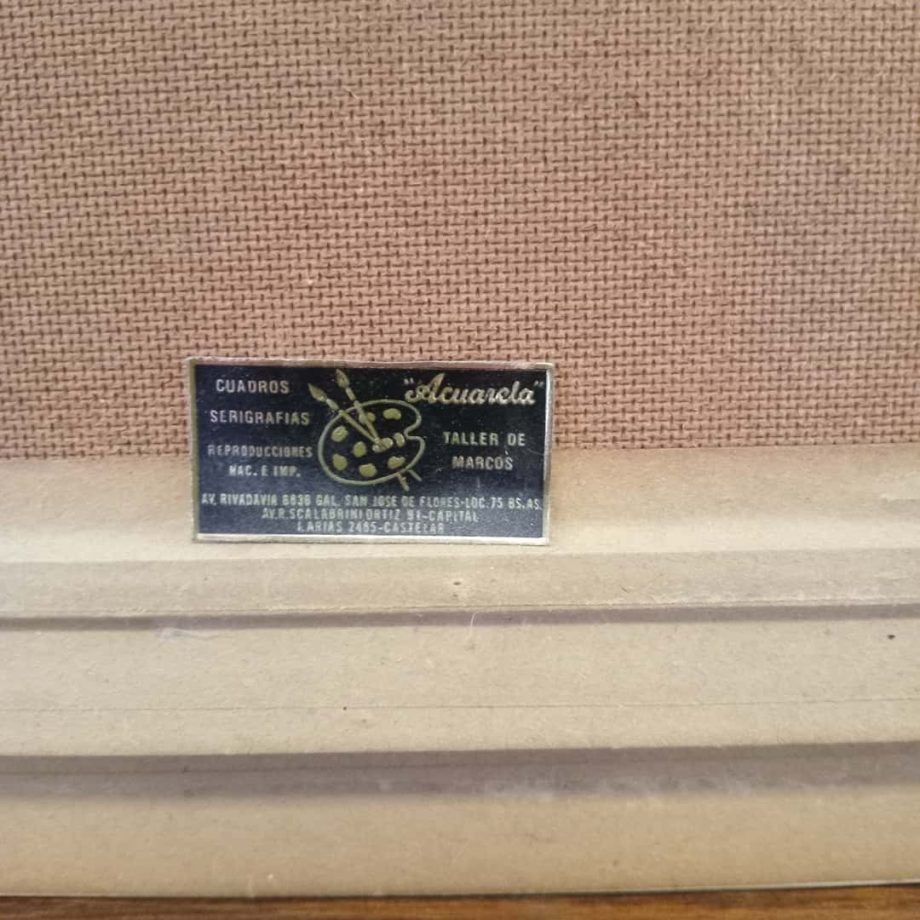 CUADROS
SERIGRAFIAS
REPRODUCCIONES
NAC. E IMP.
"Acuarela"
TALLER DE
MARCOS
AV. RIVADAVIA 6836 GAL. SAN JOSE DE FLORES-LOC. 75 BS.AS.
AV.R.SCALABRINI ORTIZ 91-CAPITAL
I.ARIAS 2485-CASTELAR